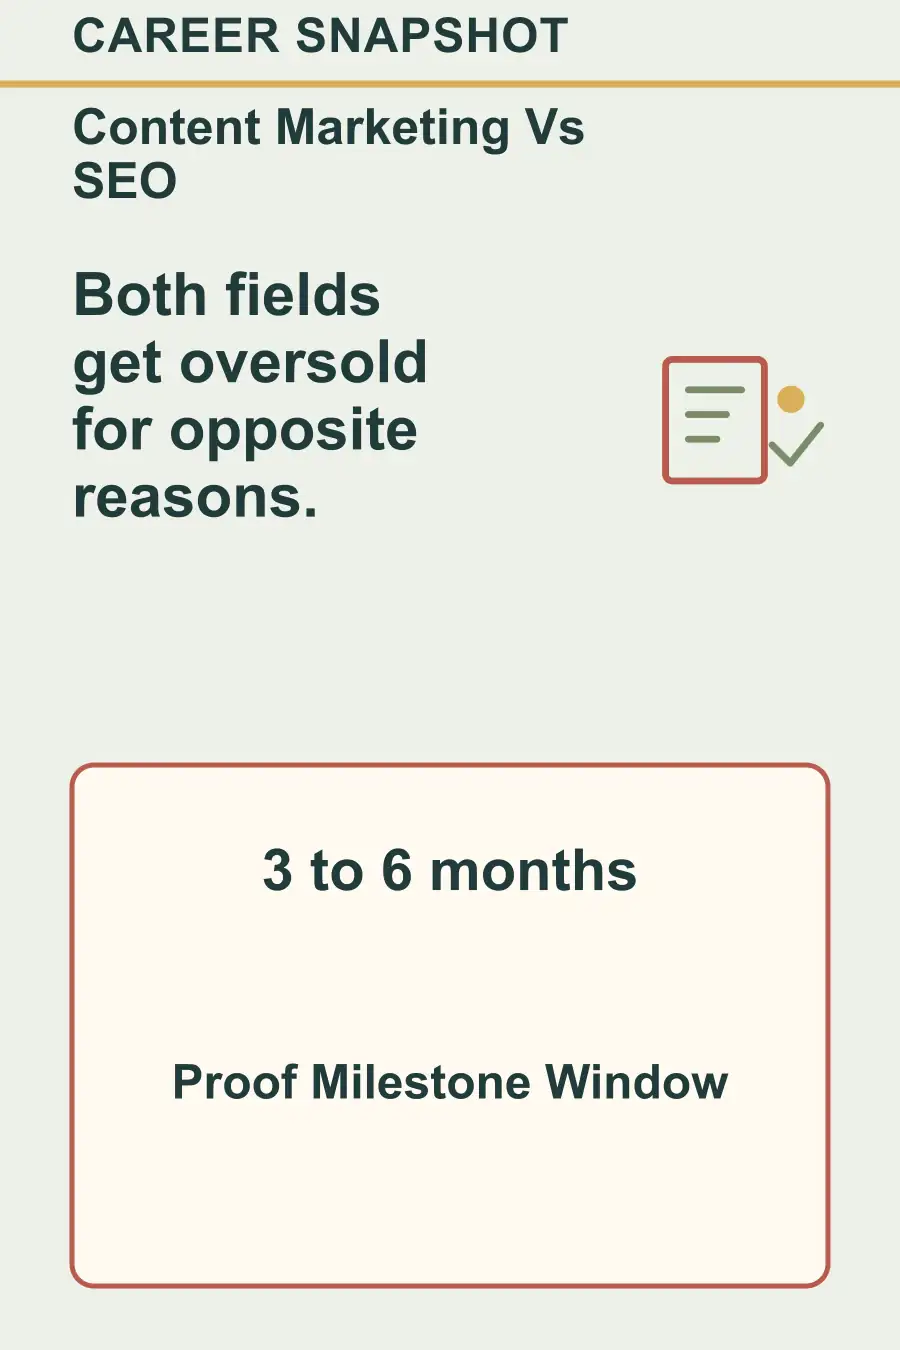 CAREER SNAPSHOT
Content Marketing Vs
SEO
Both fields
get oversold
for opposite
reasons.
3 to 6 months
Proof Milestone Window